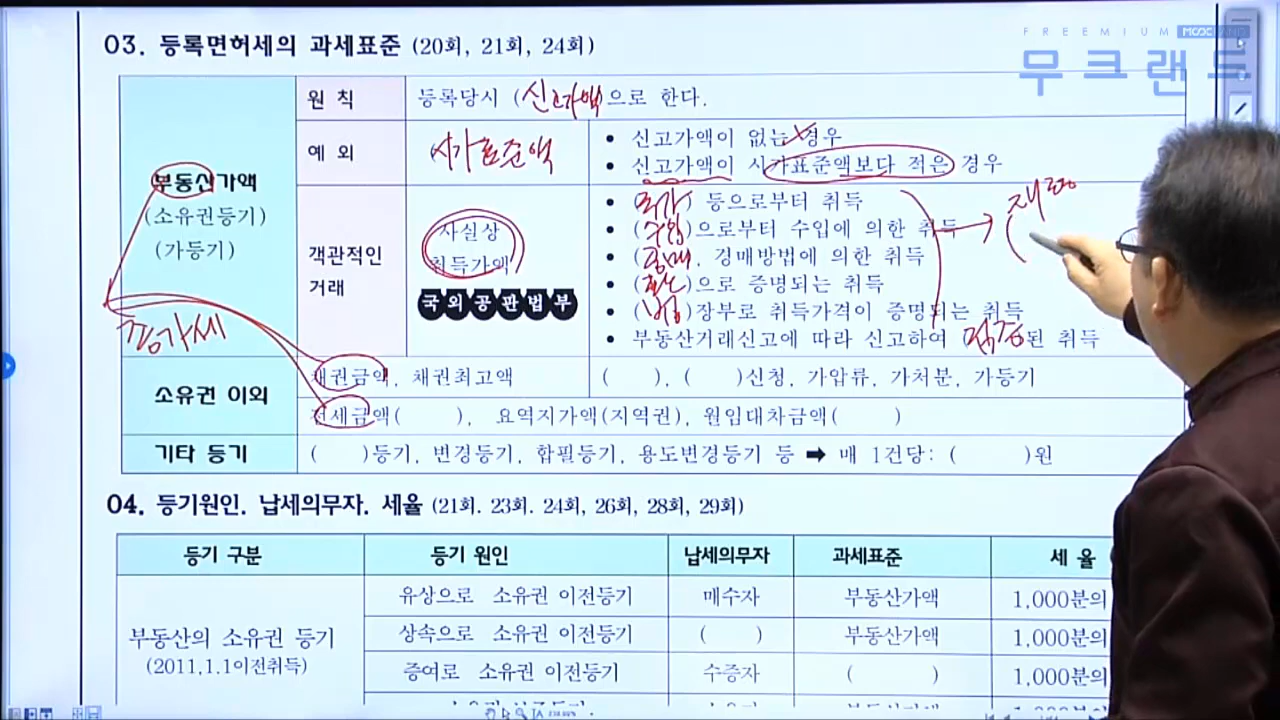 FREEMIUM MOOCLAND
무크랜드
03. 등록면허세의 과세표준 (20회, 21회, 24회)
부동산가액
(소유권등기)
(가등기)
원 칙
등록당시 (신고가액)으로 한다.
예 외
시가표준액
• 신고가액이 없는 경우
• 신고가액이 시가표준액보다 적은 경우
객관적인
거래
사실상
취득가액
국외공판법부
• (국가) 등으로부터 취득
• (수입)으로부터 수입에 의한 취득
• (공매, 경매방법에 의한 취득
• (판결)으로 증명되는 취득
• (법인)장부로 취득가격이 증명되는 취득
• 부동산거래신고에 따라 신고하여 (검증된 취득
종가세
소유권 이외
채권금액, 채권최고액
( ), ( )신청, 가압류, 가처분, 가등기
전세금액( ), 요역지가액(지역권), 월임대차금액( )
기타 등기
( )등기, 변경등기, 합필등기, 용도변경등기 등 ➡ 매 1건당: ( )원
04. 등기원인. 납세의무자. 세율 (21회. 23회. 24회, 26회, 28회, 29회)
등기 구분
등기 원인
납세의무자
과세표준
세 율
부동산의 소유권 등기
(2011,1.1이전취득)
유상으로 소유권 이전등기
매수자
부동산가액
1,000분의
상속으로 소유권 이전등기
( )
부동산가액
1,000분의
증여로 소유권 이전등기
수증자
( )
1,000분의